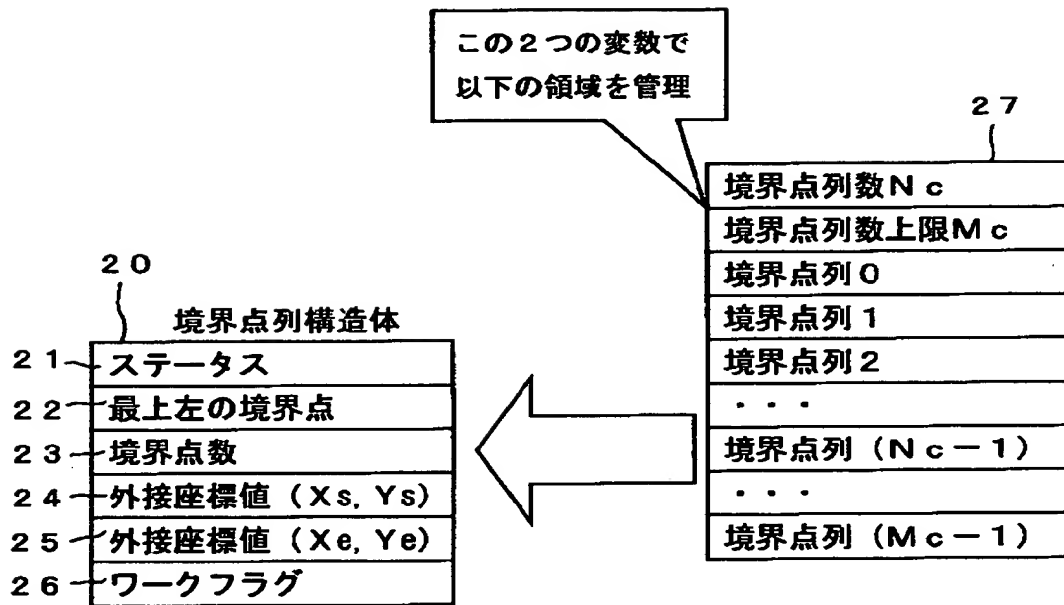 この2つの変数で
以下の領域を管理
27
境界点列数Nc
境界点列数上限Mc
境界点列0
境界点列1
境界点列2
・・・
境界点列(Nc-1)
・・・
境界点列(Mc-1)
20
境界点列構造体
21 ステータス
22 最上左の境界点
23 境界点数
24 外接座標値(Xs, Ys)
25 外接座標値(Xe, Ye)
26 ワークフラグ